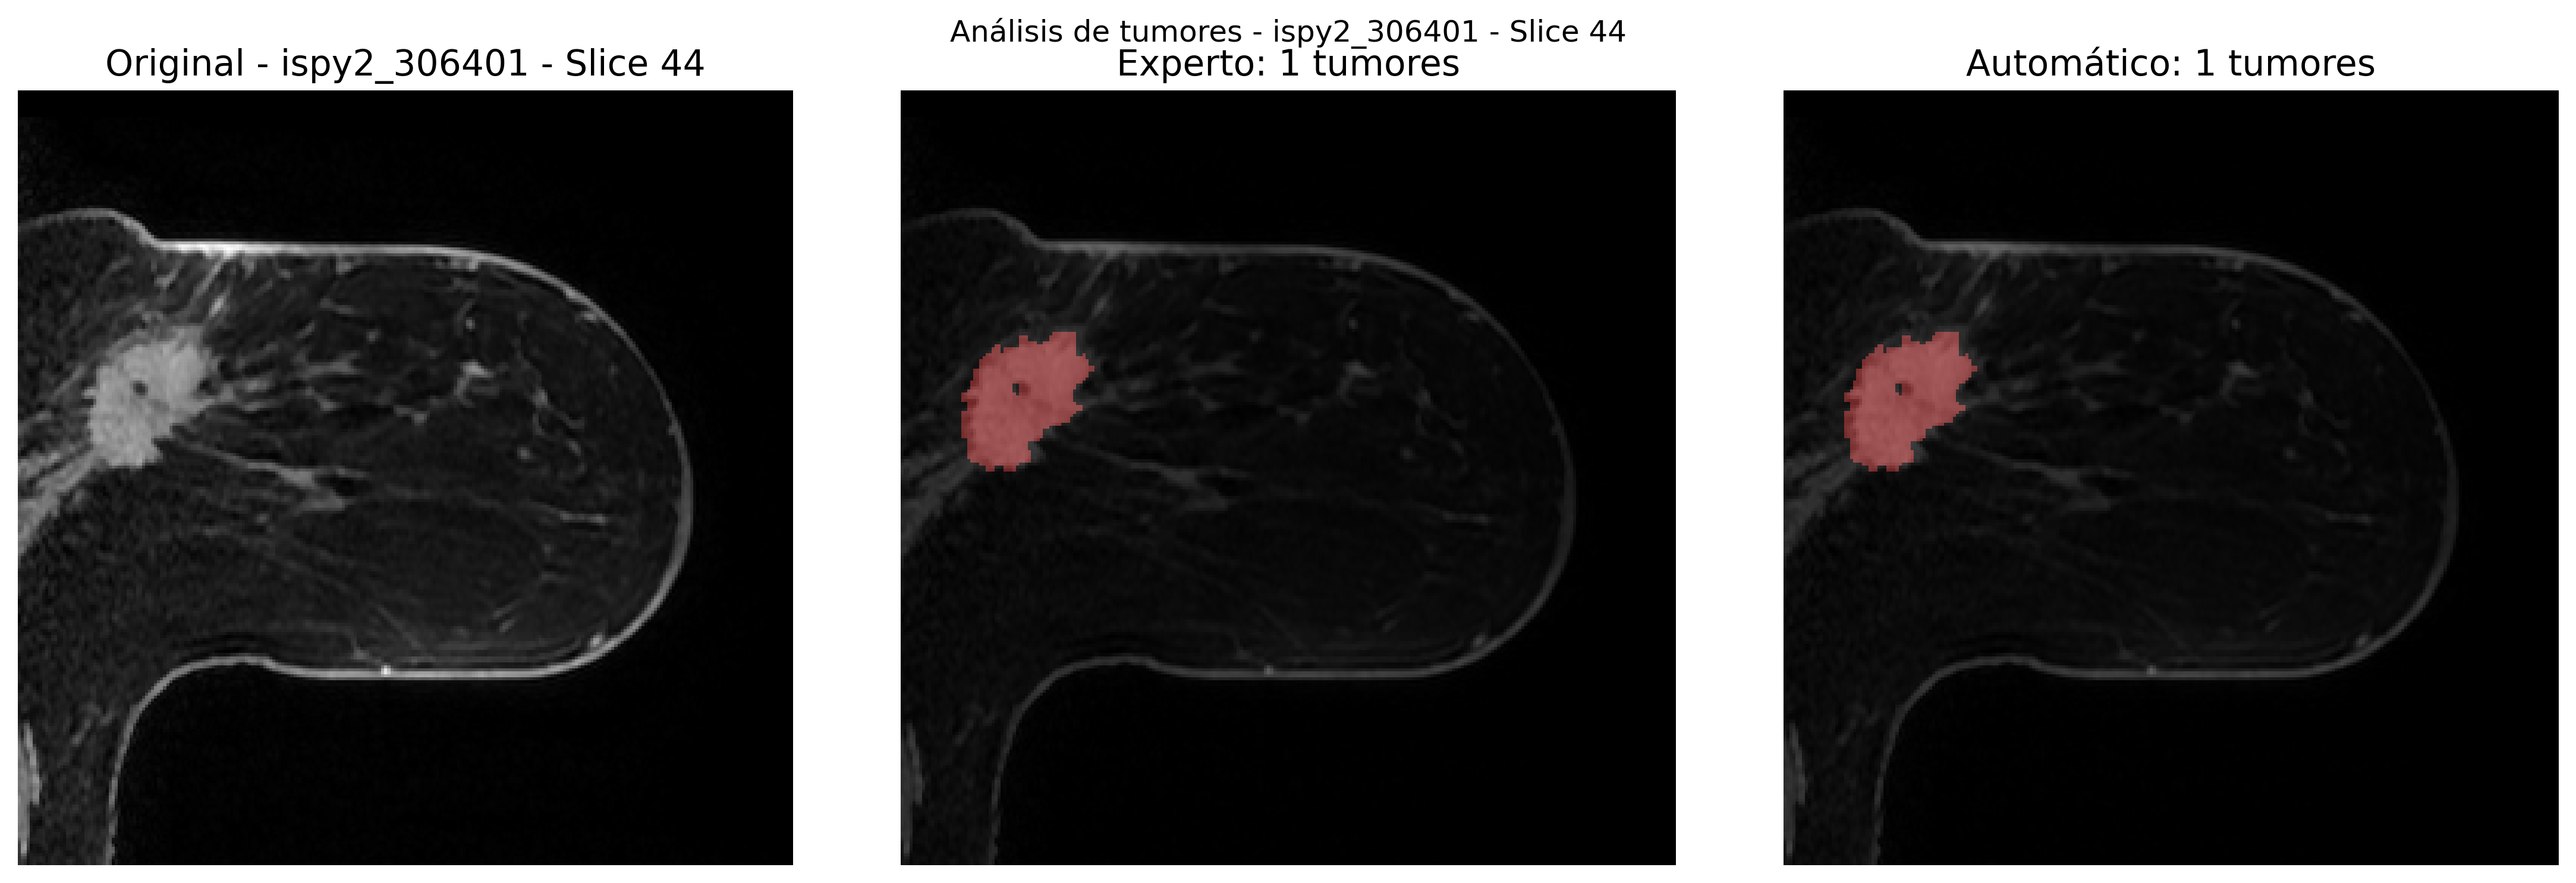 Análisis de tumores - ispy2_306401 - Slice 44
Original - ispy2_306401 - Slice 44
Experto: 1 tumores
Automático: 1 tumores